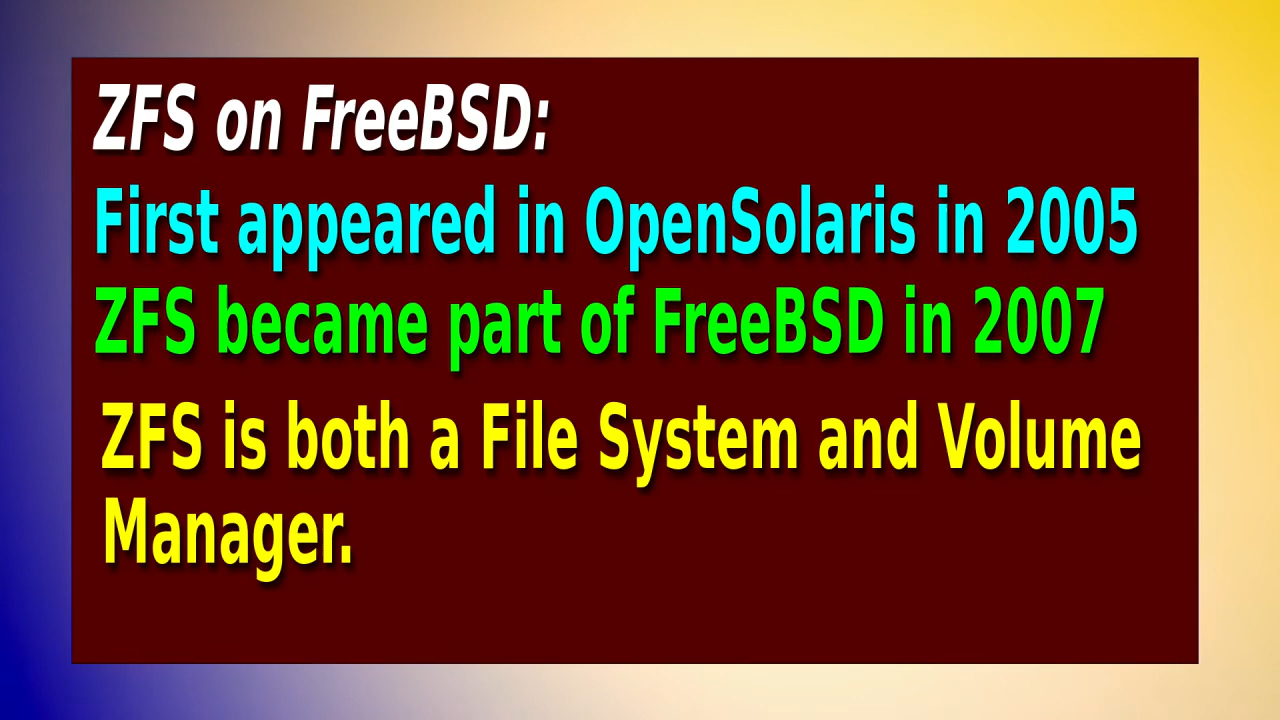 ZFS on FreeBSD:
First appeared in OpenSolaris in 2005
ZFS became part of FreeBSD in 2007
ZFS is both a File System and Volume
Manager.